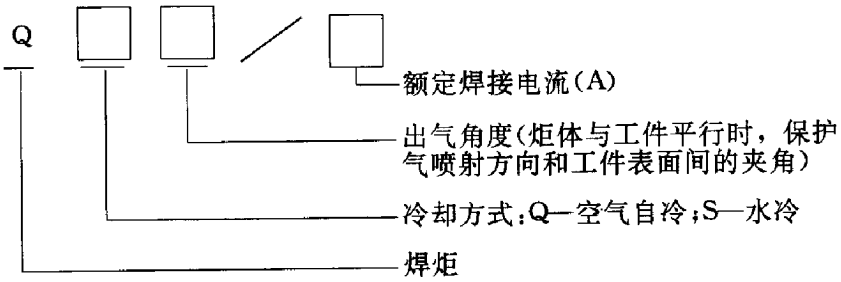 Q
额定焊接电流(A)
出气角度(炬体与工件平行时，保护
气喷射方向和工件表面间的夹角)
冷却方式:Q—空气自冷;S—水冷
焊炬